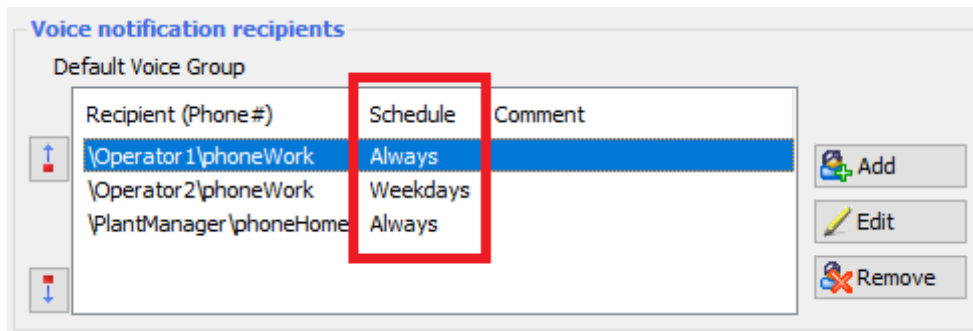 Voice notification recipients
Default Voice Group
Recipient (Phone#) Schedule Comment
\Operator1\phoneWork Always
\Operator2\phoneWork Weekdays
\PlantManager\phoneHome Always
Add
Edit
Remove